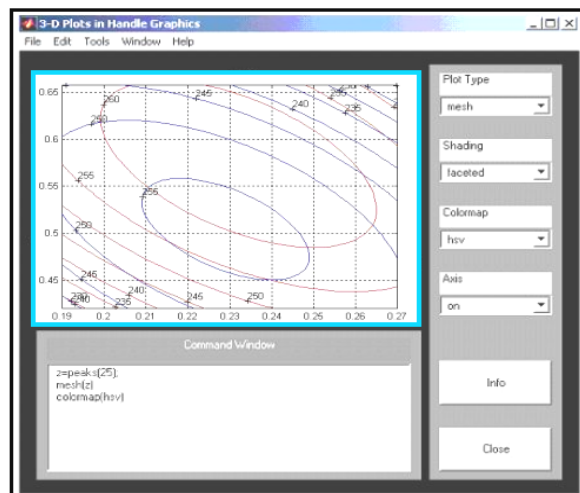 3-D Plots in Handle Graphics
File Edit Tools Window Help
0.65
0.6
0.55
0.5
0.45
0.19 0.2 0.21 0.22 0.23 0.24 0.25 0.26 0.27
260
245
240
235
250
255
255
250
245
240
235
245
250
Plot Type
mesh
Shading
faceted
Colormap
hsv
Axis
on
Info
Close
Command Window
z=peaks(25);
mesh(z)
colormap(hsv)